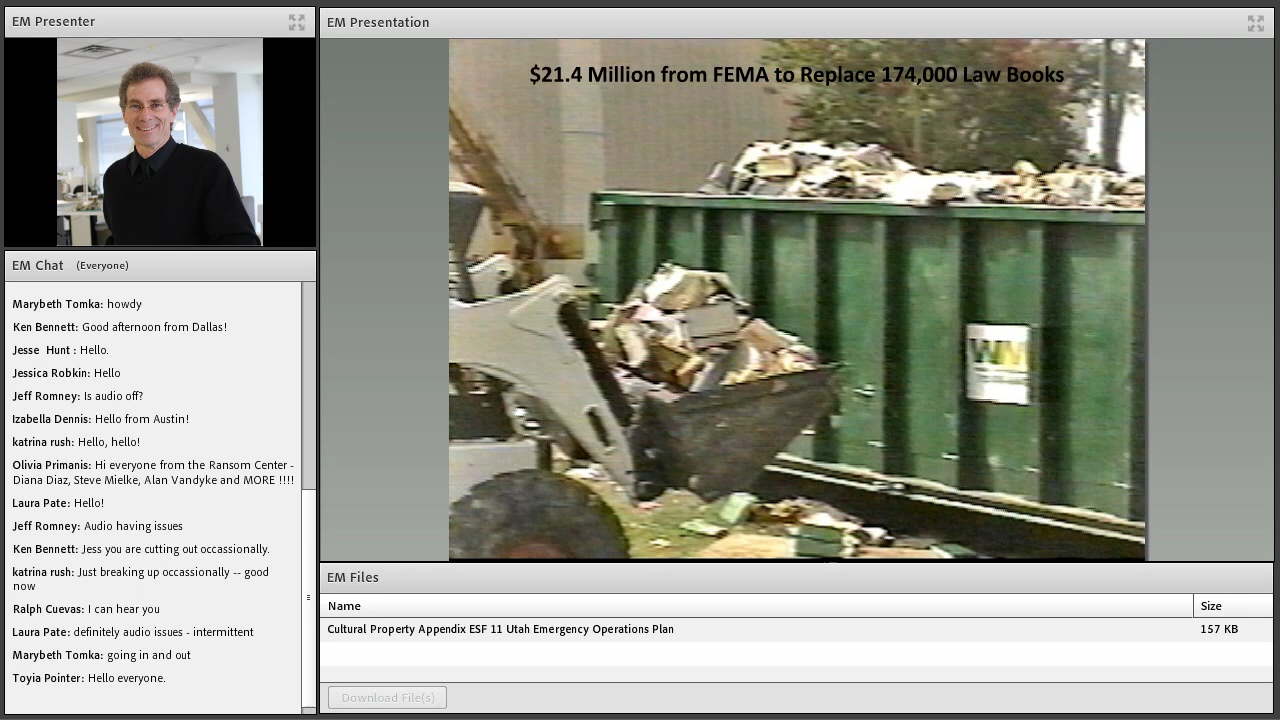 EM Presenter
EM Chat (Everyone)
Marybeth Tomka: howdy
Ken Bennett: Good afternoon from Dallas!
Jesse Hunt : Hello.
Jessica Robkin: Hello
Jeff Romney: Is audio off?
Izabella Dennis: Hello from Austin!
katrina rush: Hello, hello!
Olivia Primanis: Hi everyone from the Ransom Center -
Diana Diaz, Steve Mielke, Alan Vandyke and MORE !!!!
Laura Pate: Hello!
Jeff Romney: Audio having issues
Ken Bennett: Jess you are cutting out occassionally.
katrina rush: Just breaking up occassionally -- good
now
Ralph Cuevas: I can hear you
Laura Pate: definitely audio issues - intermittent
Marybeth Tomka: going in and out
Toyia Pointer: Hello everyone.
EM Presentation
$21.4 Million from FEMA to Replace 174,000 Law Books
EM Files
Name Size
Cultural Property Appendix ESF 11 Utah Emergency Operations Plan 157 KB
Download File(s)